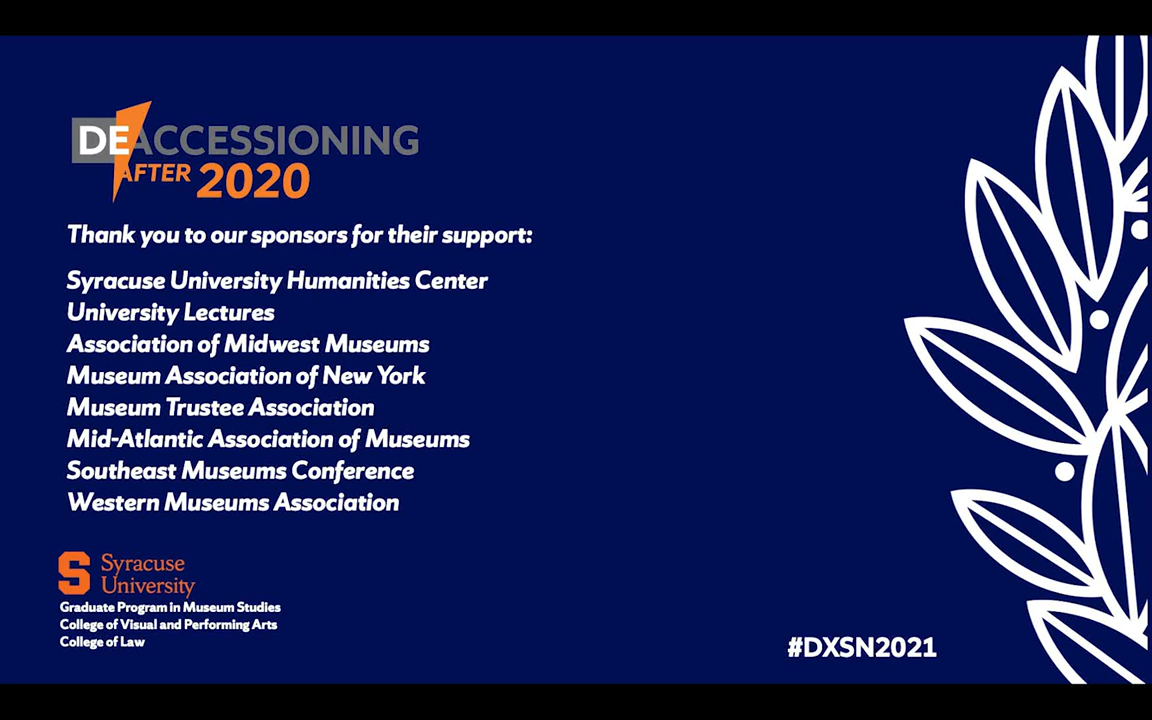 DEACCESSIONING
AFTER 2020
Thank you to our sponsors for their support:
Syracuse University Humanities Center
University Lectures
Association of Midwest Museums
Museum Association of New York
Museum Trustee Association
Mid-Atlantic Association of Museums
Southeast Museums Conference
Western Museums Association
S Syracuse
University
Graduate Program in Museum Studies
College of Visual and Performing Arts
College of Law
#DXSN2021